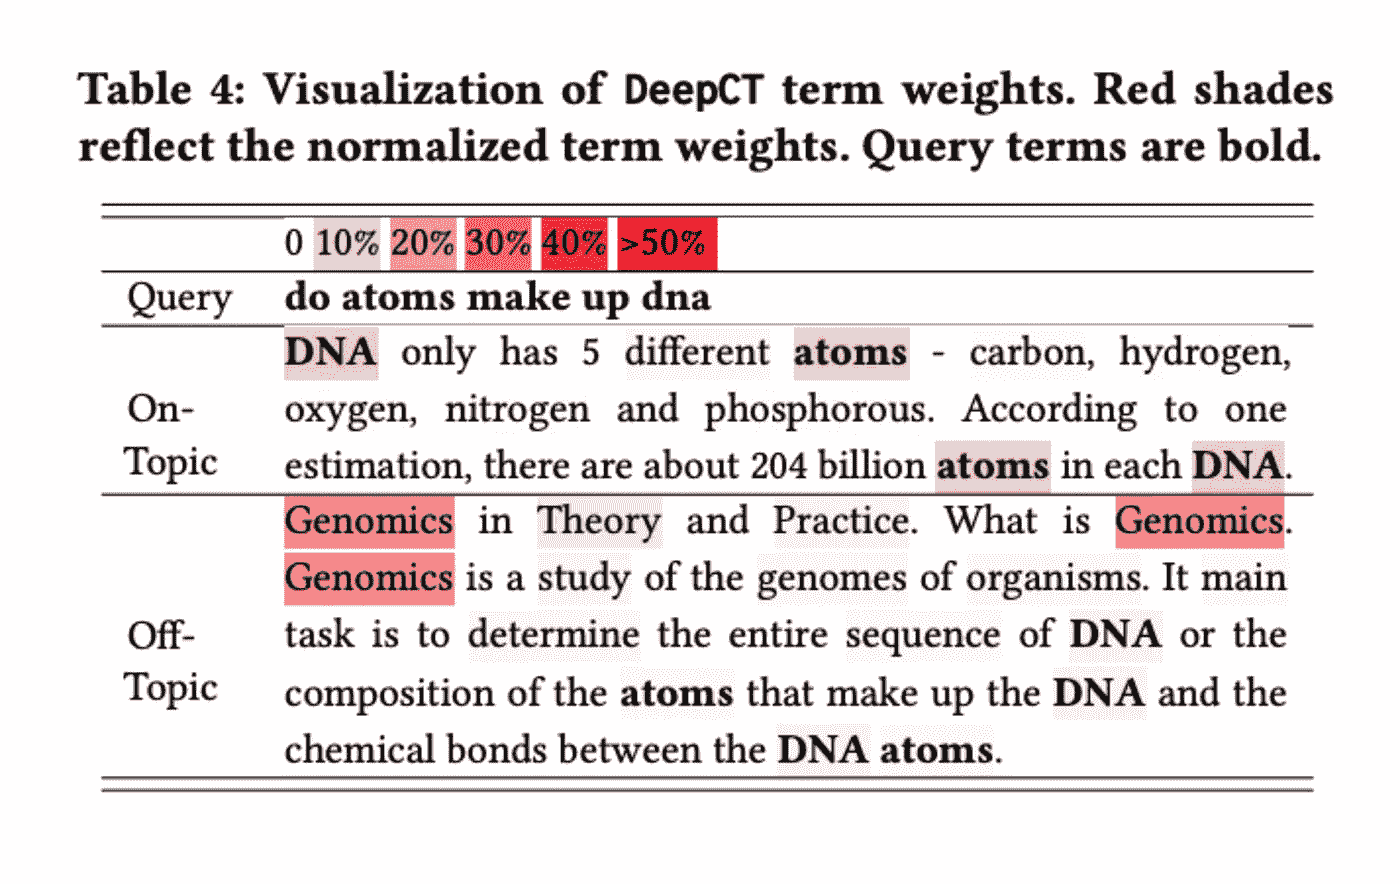 Table 4: Visualization of DeepCT term weights. Red shades
reflect the normalized term weights. Query terms are bold.
0 10% 20% 30% 40% >50%
Query do atoms make up dna
On-Topic
DNA only has 5 different atoms - carbon, hydrogen,
oxygen, nitrogen and phosphorous. According to one
estimation, there are about 204 billion atoms in each DNA.
Off-Topic
Genomics in Theory and Practice. What is Genomics.
Genomics is a study of the genomes of organisms. It main
task is to determine the entire sequence of DNA or the
composition of the atoms that make up the DNA and the
chemical bonds between the DNA atoms.